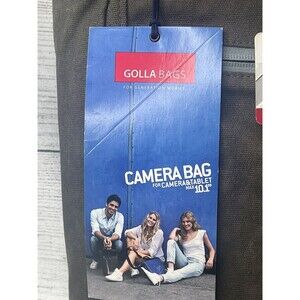 GOLLA BAGS
FOR GENERATION MOBILE
CAMERA BAG
FOR CAMERA&TABLET
MAX 10.1"